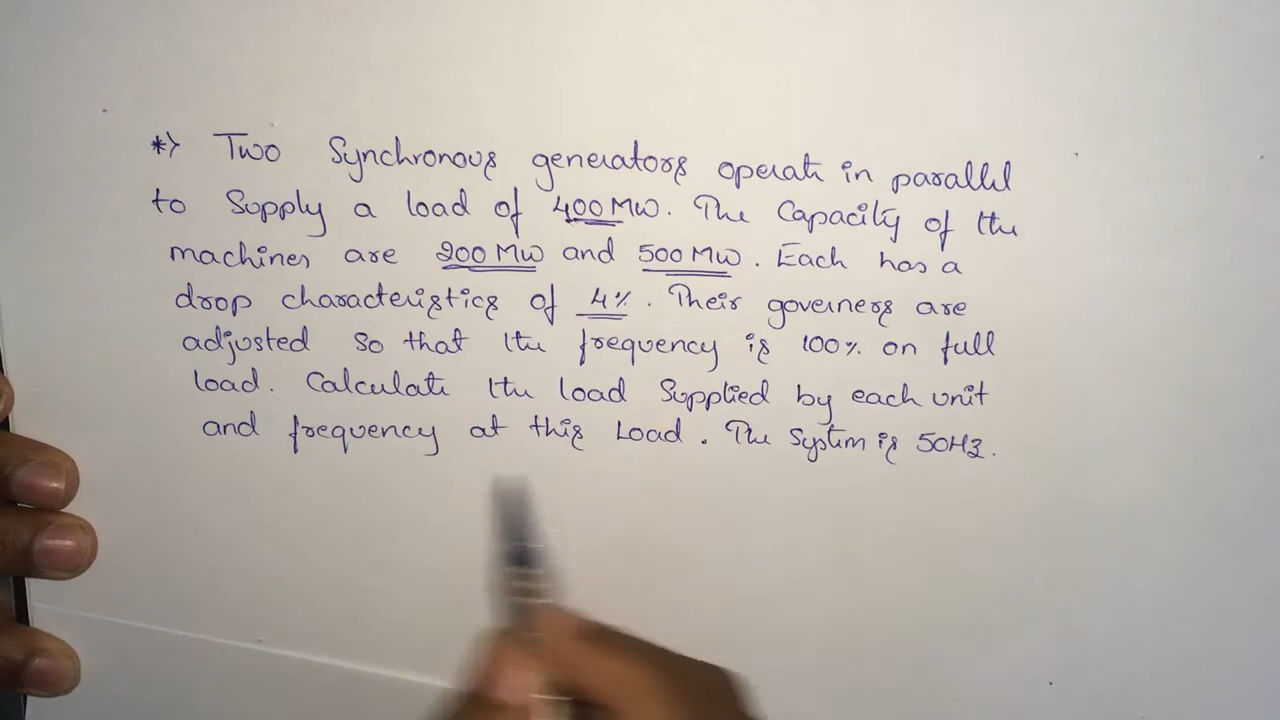 *> Two Synchronous generators operate in parallel
to Supply a load of 400 MW. The Capacity of the
machines are 200 MW and 500 MW. Each has a
drop characteristics of 4%. Their governers are
adjusted so that the frequency is 100% on full
load. Calculate the load Supplied by each unit
and frequency at this Load. The System is 50Hz.